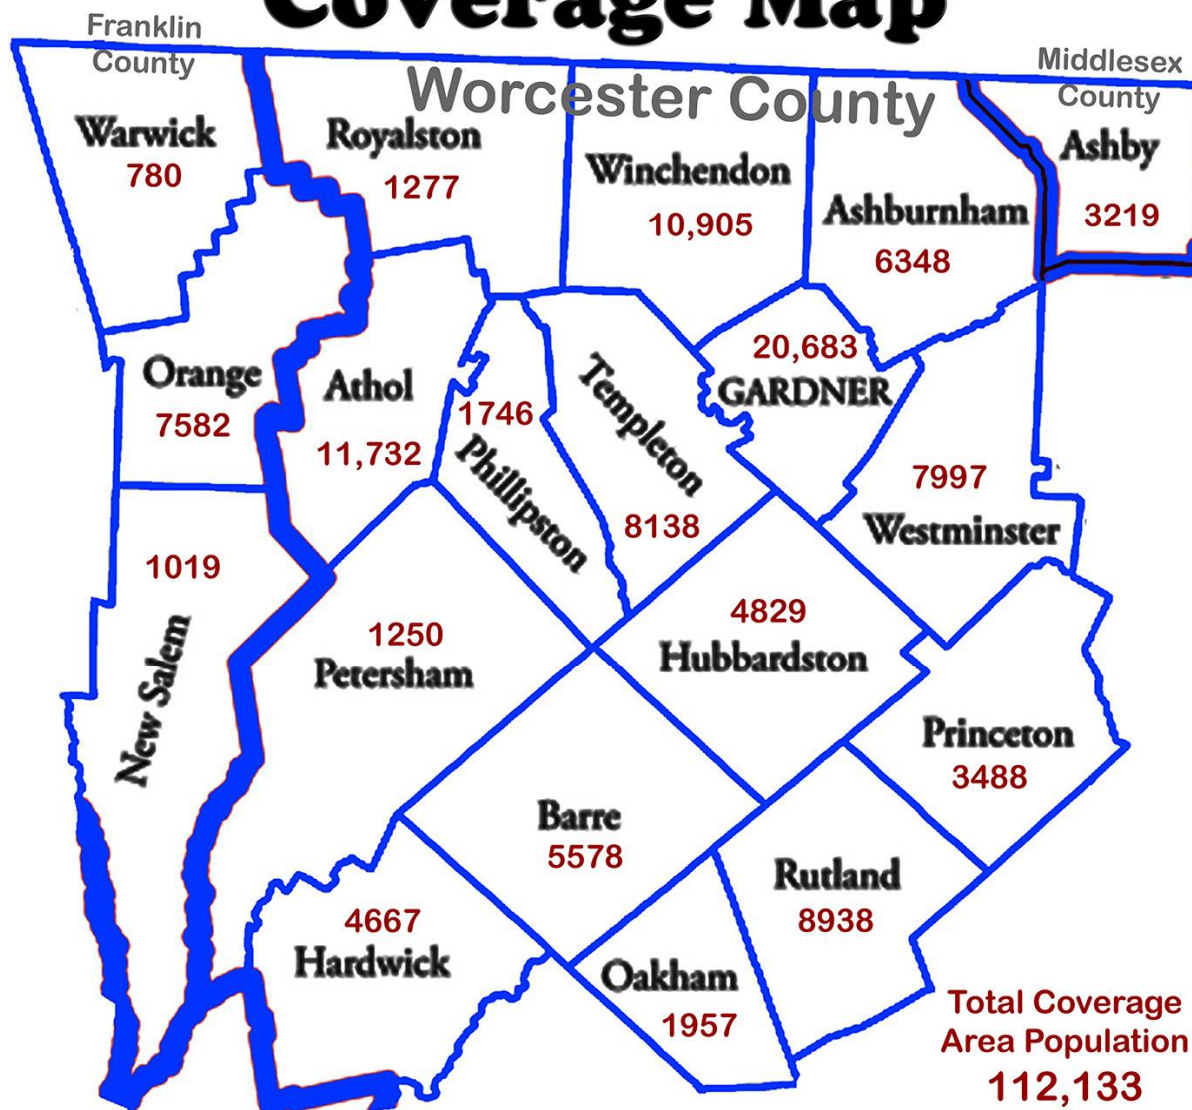 Coverage Map
Franklin
County
Middlesex
County
Worcester County
Warwick
780
Royalston
1277
Winchendon
10,905
Ashburnham
6348
Ashby
3219
Orange
7582
Athol
11,732
1746
Phillipston
Templeton
8138
20,683
GARDNER
7997
Westminster
1019
New Salem
1250
Petersham
4829
Hubbardston
Princeton
3488
Barre
5578
Rutland
8938
4667
Hardwick
Oakham
1957
Total Coverage
Area Population
112,133